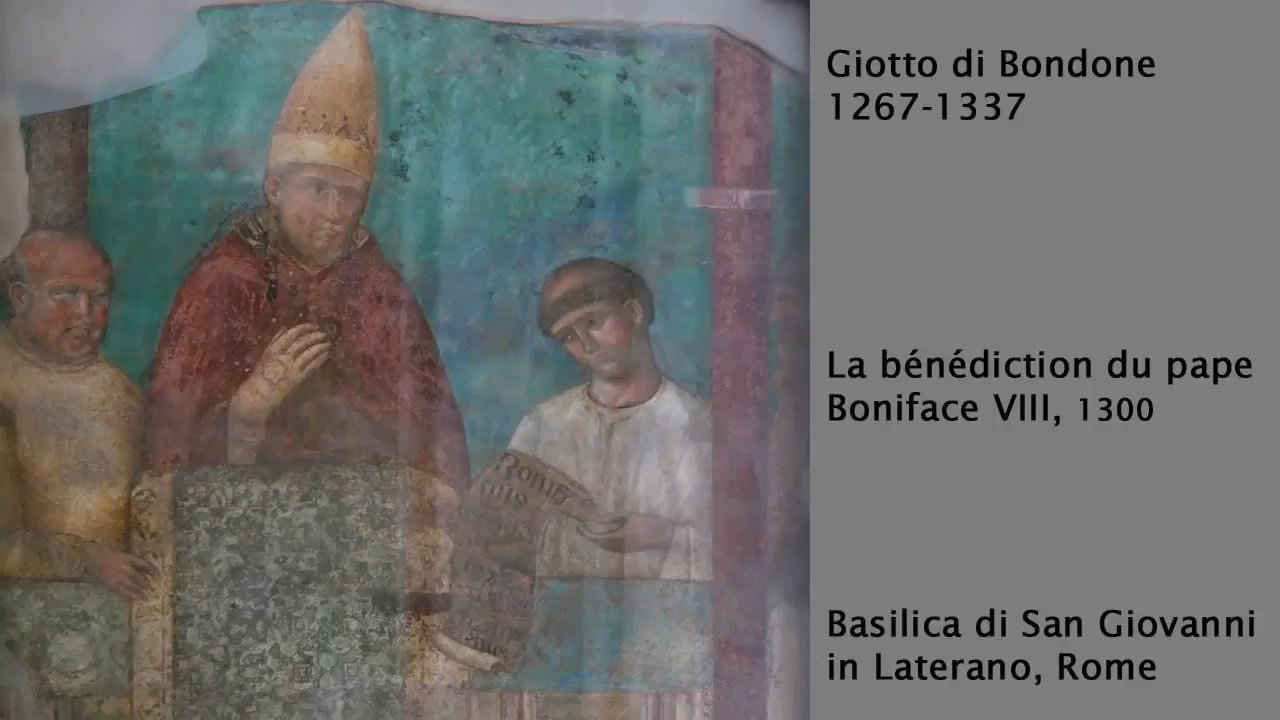 Giotto di Bondone
1267-1337
La bénédiction du pape
Boniface VIII, 1300
Basilica di San Giovanni
in Laterano, Rome